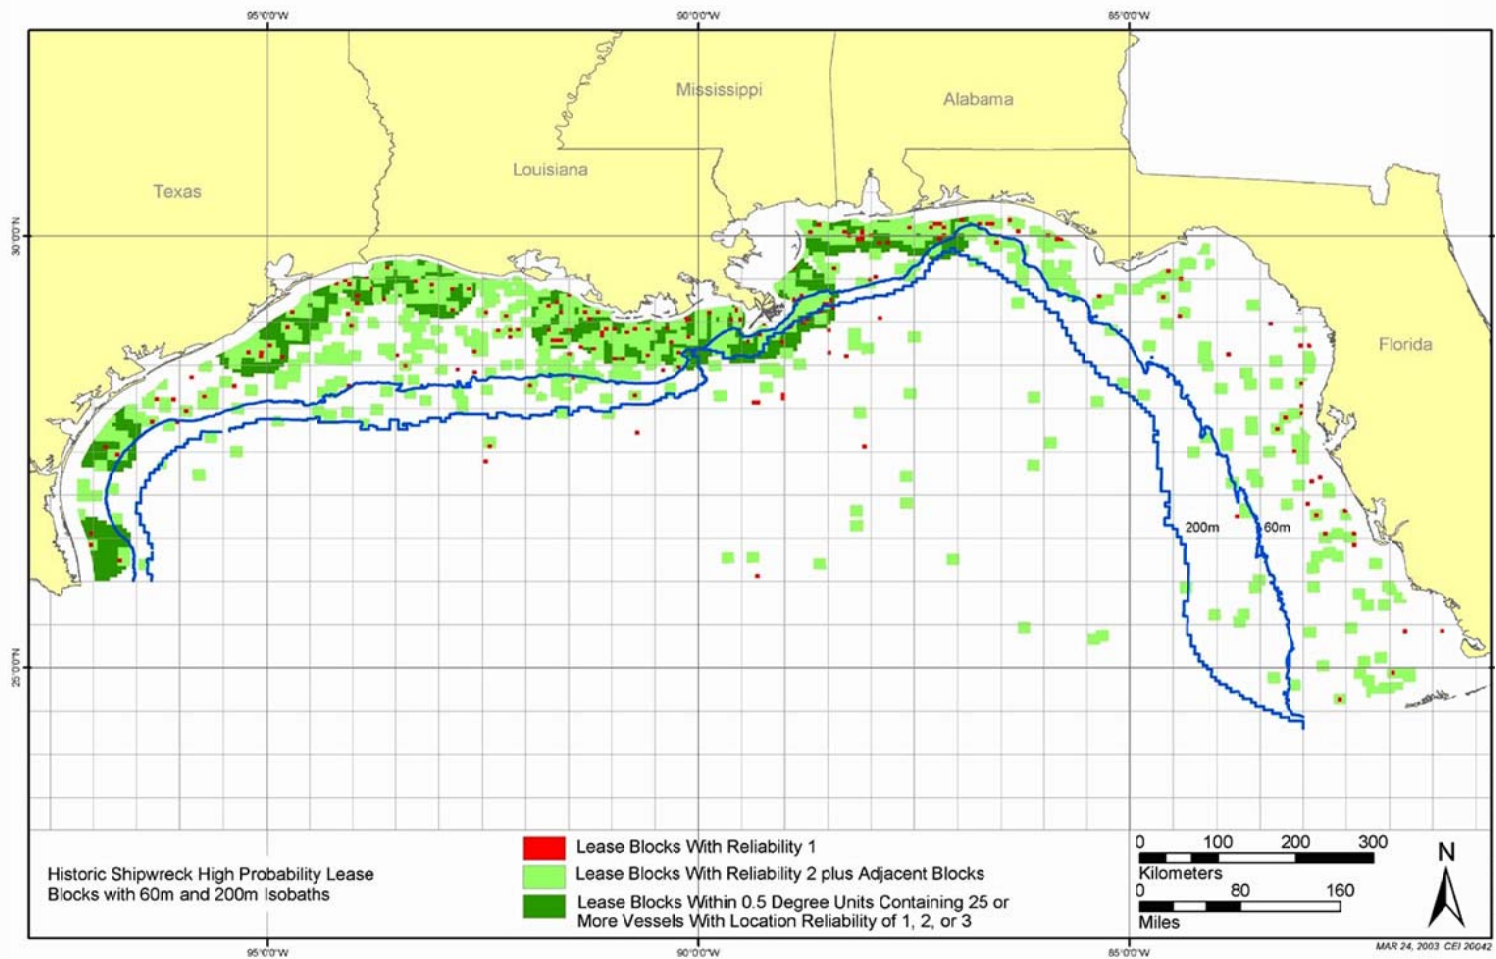 95°0'0"W 90°0'0"W 85°0'0"W
Mississippi
Alabama
Louisiana
Texas
30°0'0"N
Florida
200m 60m
25°0'0"N
Historic Shipwreck High Probability Lease
Blocks with 60m and 200m Isobaths
Lease Blocks With Reliability 1
Lease Blocks With Reliability 2 plus Adjacent Blocks
Lease Blocks Within 0.5 Degree Units Containing 25 or
More Vessels With Location Reliability of 1, 2, or 3
0 100 200 300
Kilometers
0 80 160
Miles
N
95°0'0"W 90°0'0"W 85°0'0"W
MAR 24, 2003 CEI 20042